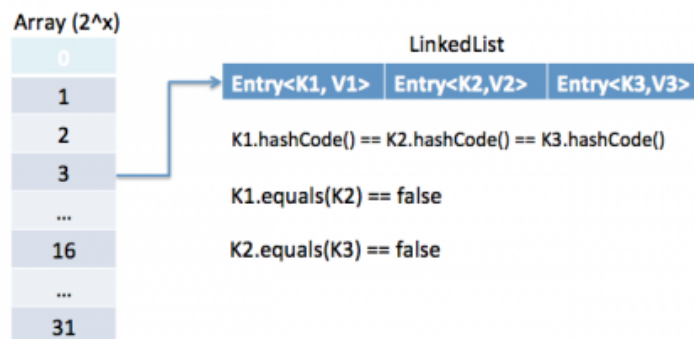 Array (2^x)
0
1
2
3
...
16
...
31
LinkedList
Entry<K1, V1> Entry<K2,V2> Entry<K3,V3>
K1.hashCode() == K2.hashCode() == K3.hashCode()
K1.equals(K2) == false
K2.equals(K3) == false